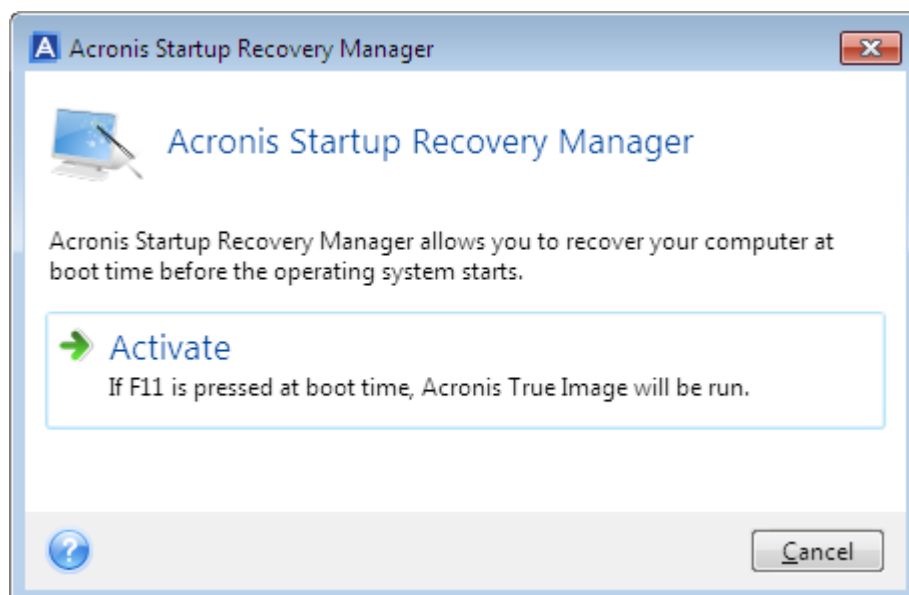 Acronis Startup Recovery Manager
Acronis Startup Recovery Manager
Acronis Startup Recovery Manager allows you to recover your computer at
boot time before the operating system starts.
Activate
If F11 is pressed at boot time, Acronis True Image will be run.
Cancel